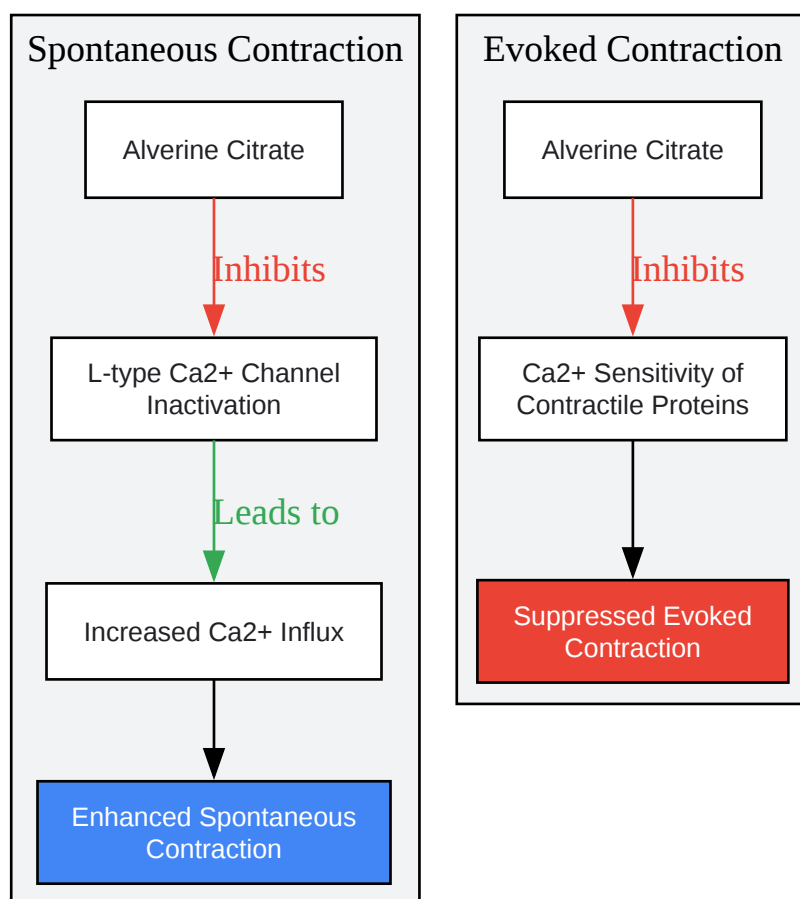 Spontaneous Contraction
Alverine Citrate
Inhibits
L-type Ca2+ Channel
Inactivation
Leads to
Increased Ca2+ Influx
Enhanced Spontaneous
Contraction
Evoked Contraction
Alverine Citrate
Inhibits
Ca2+ Sensitivity of
Contractile Proteins
Suppressed Evoked
Contraction